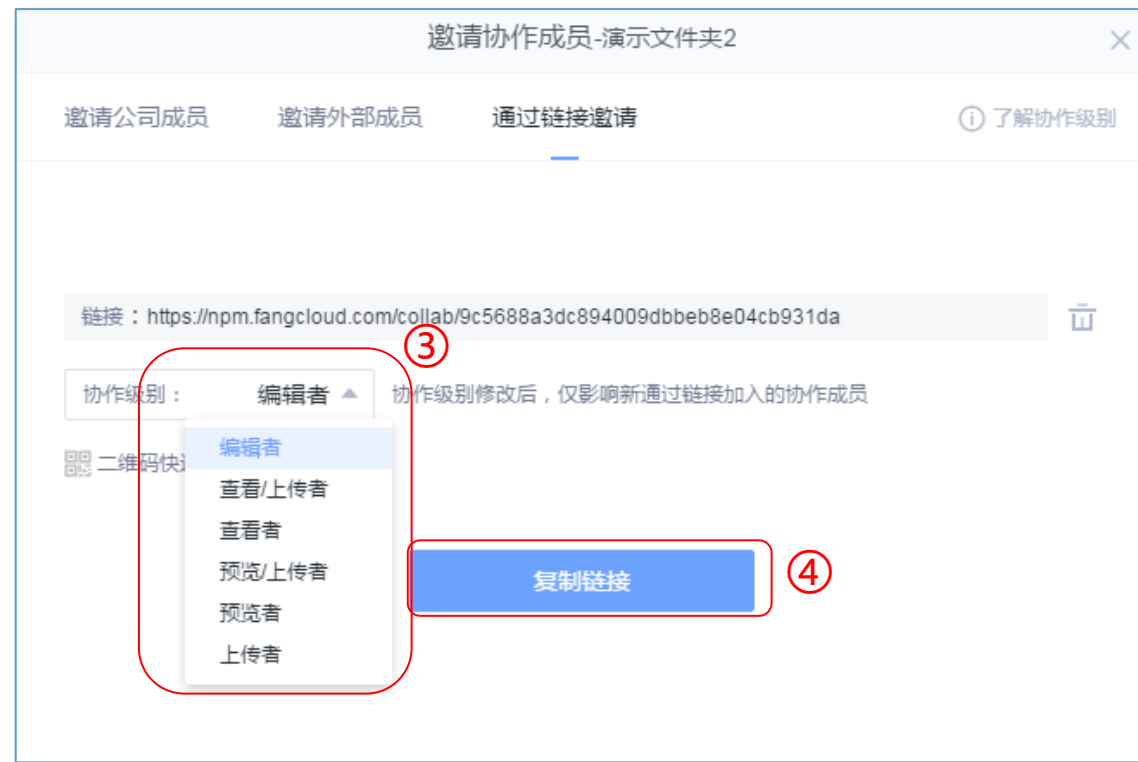 邀请协作成员-演示文件夹2
邀请公司成员 邀请外部成员 通过链接邀请 了解协作级别
链接：https://npm.fangcloud.com/collab/9c5688a3dc894009dbbeb8e04cb931da
③
协作级别： 编辑者 协作级别修改后，仅影响新通过链接加入的协作成员
编辑者
二维码快
查看/上传者
查看者
预览/上传者
复制链接 ④
预览者
上传者